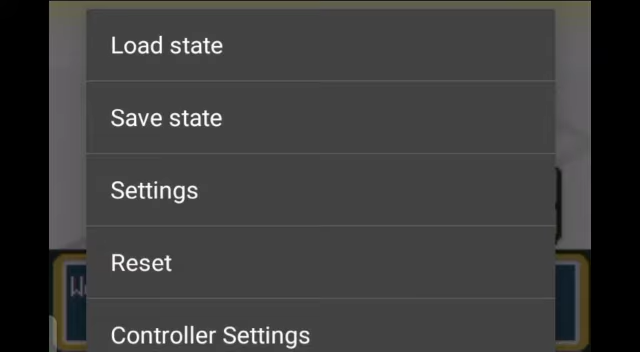 Load state
Save state
Settings
Reset
Controller Settings